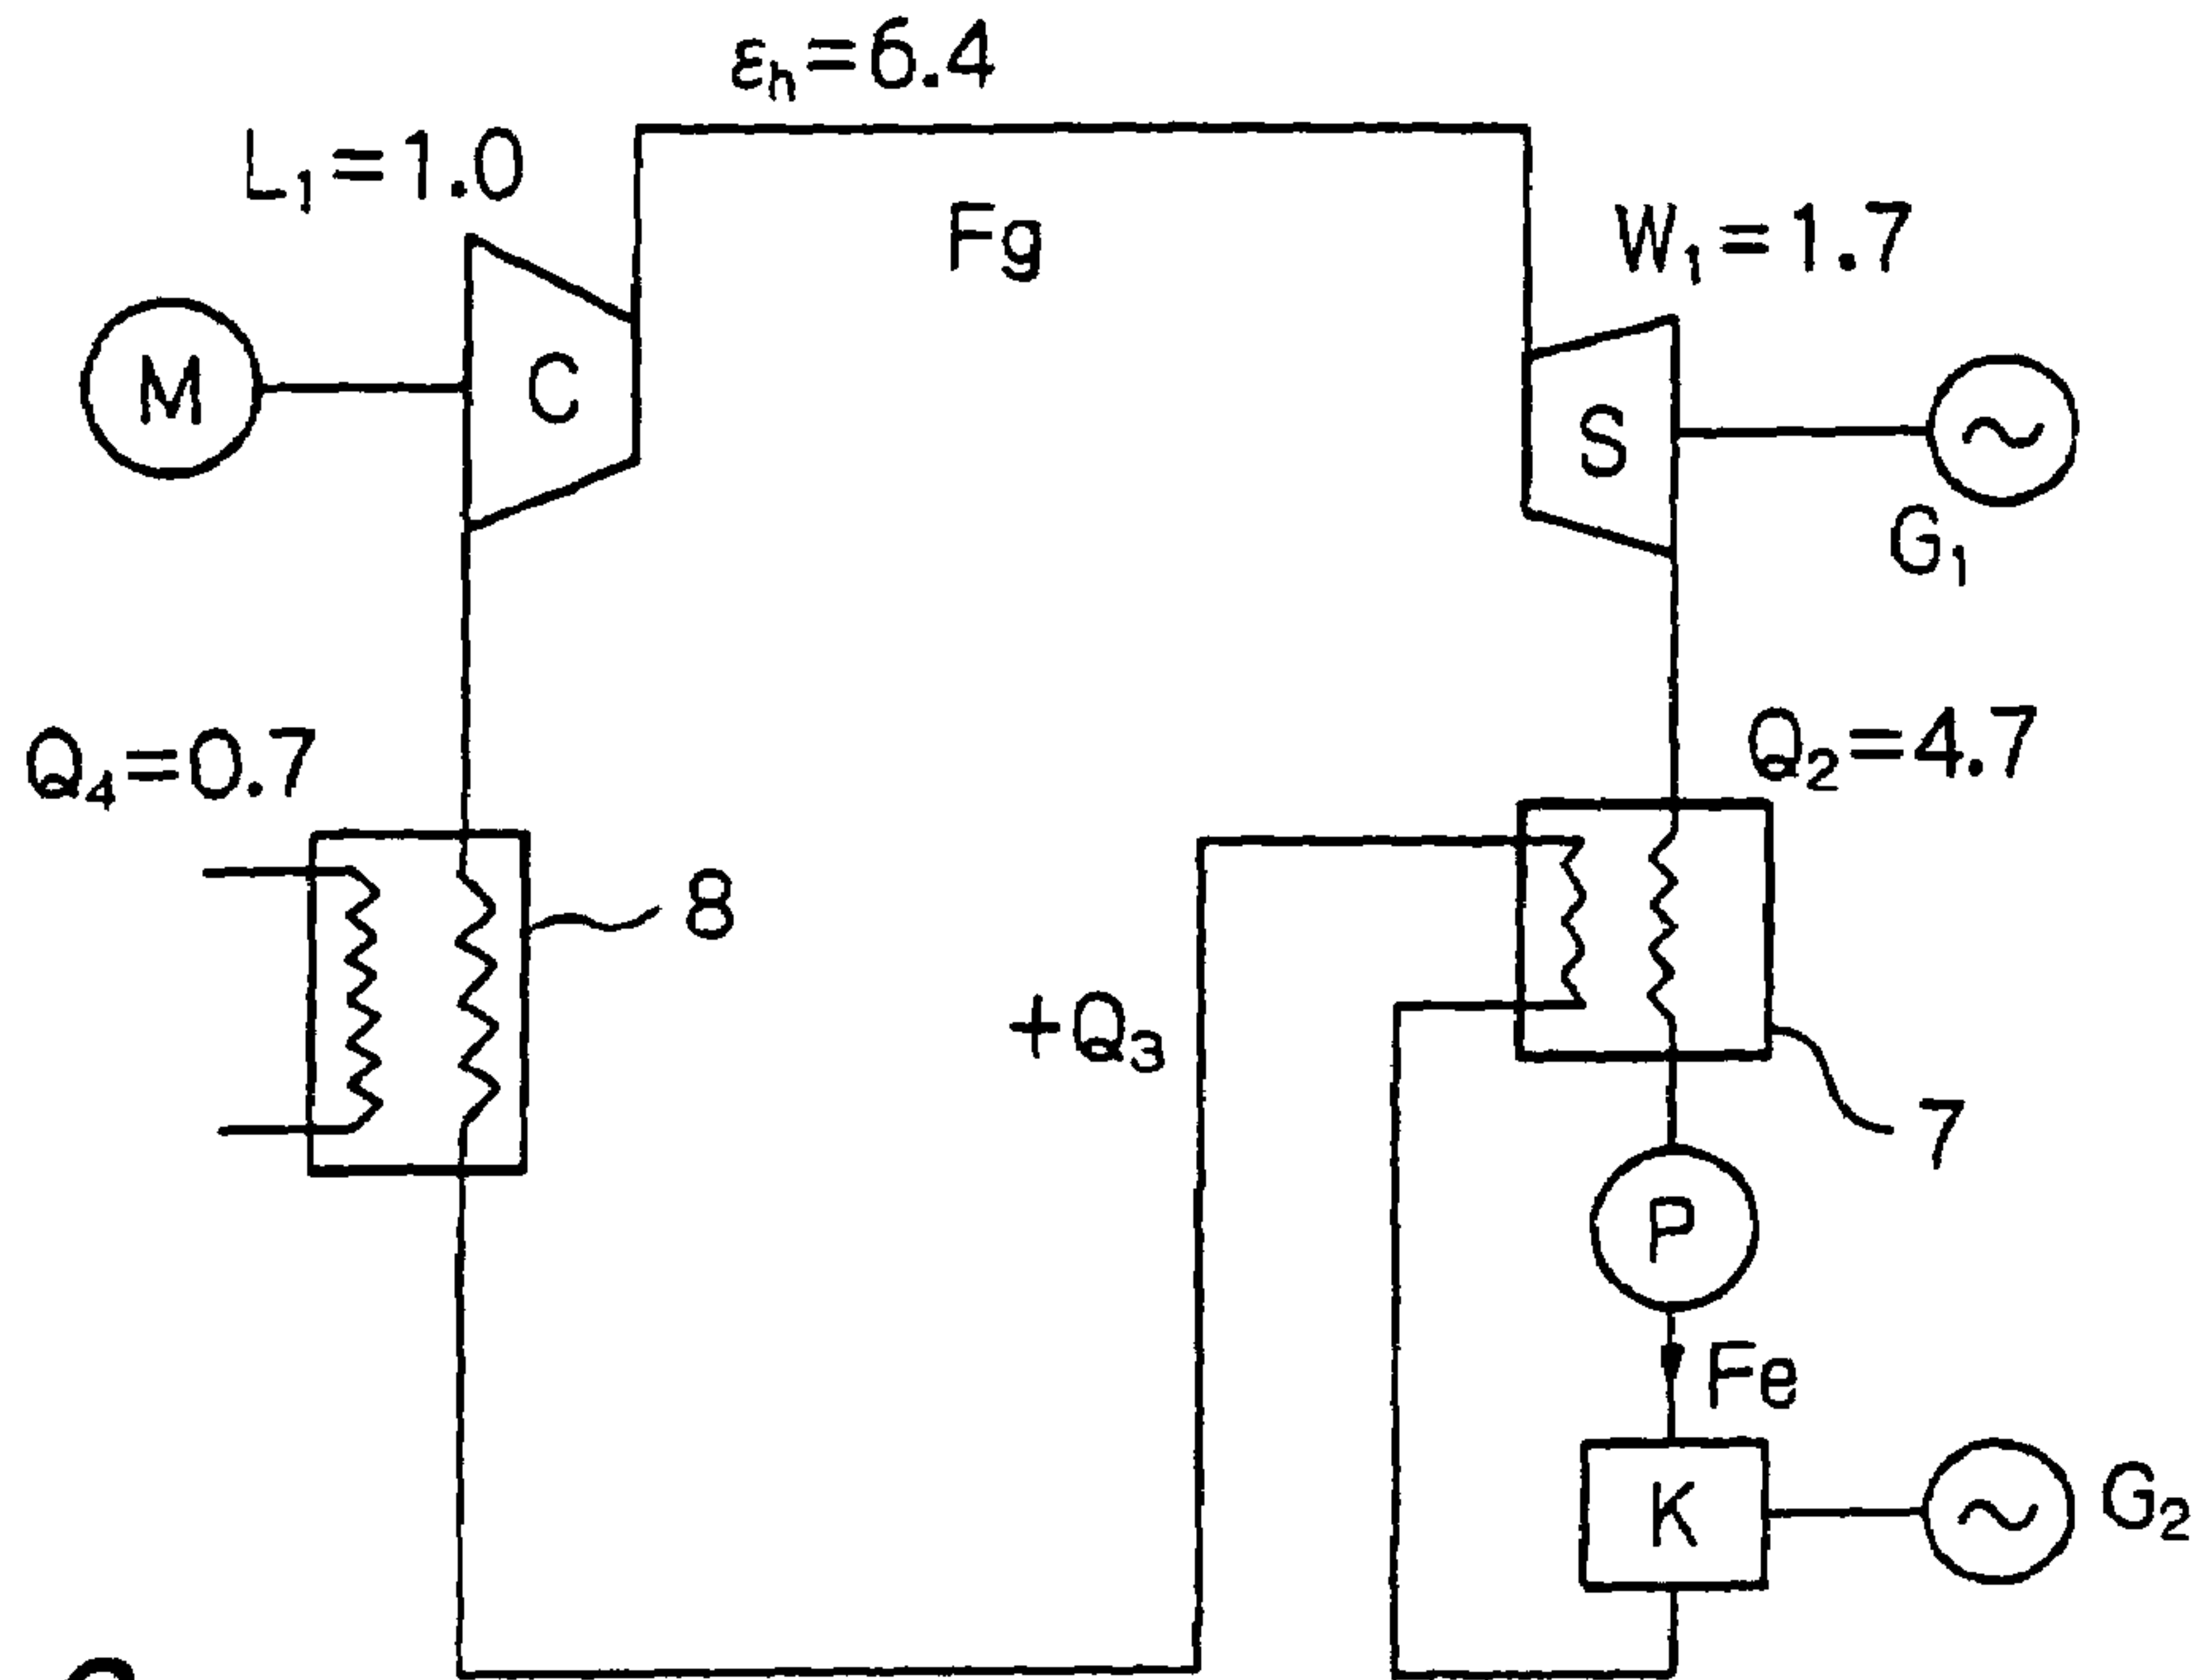 εh=6.4
L1=1.0
Fg
W1=1.7
M
C
S
G1
Q4=0.7
Q2=4.7
8
+Q3
7
P
Fe
K
G2